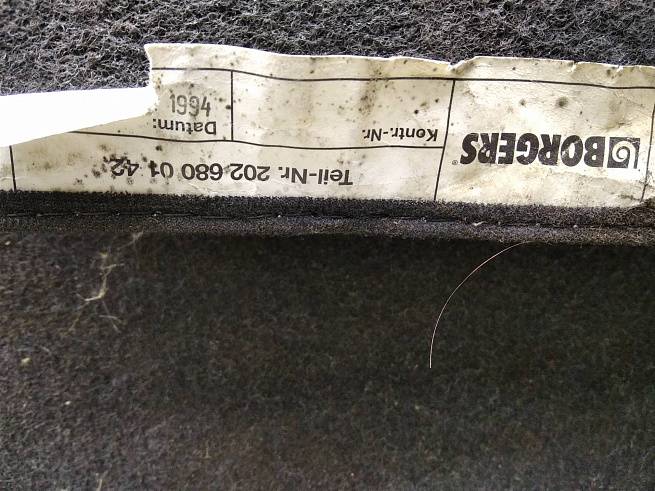 BORGERS®
Kontr.-Nr.
Datum:
1994
Teil-Nr. 202 680 01 42